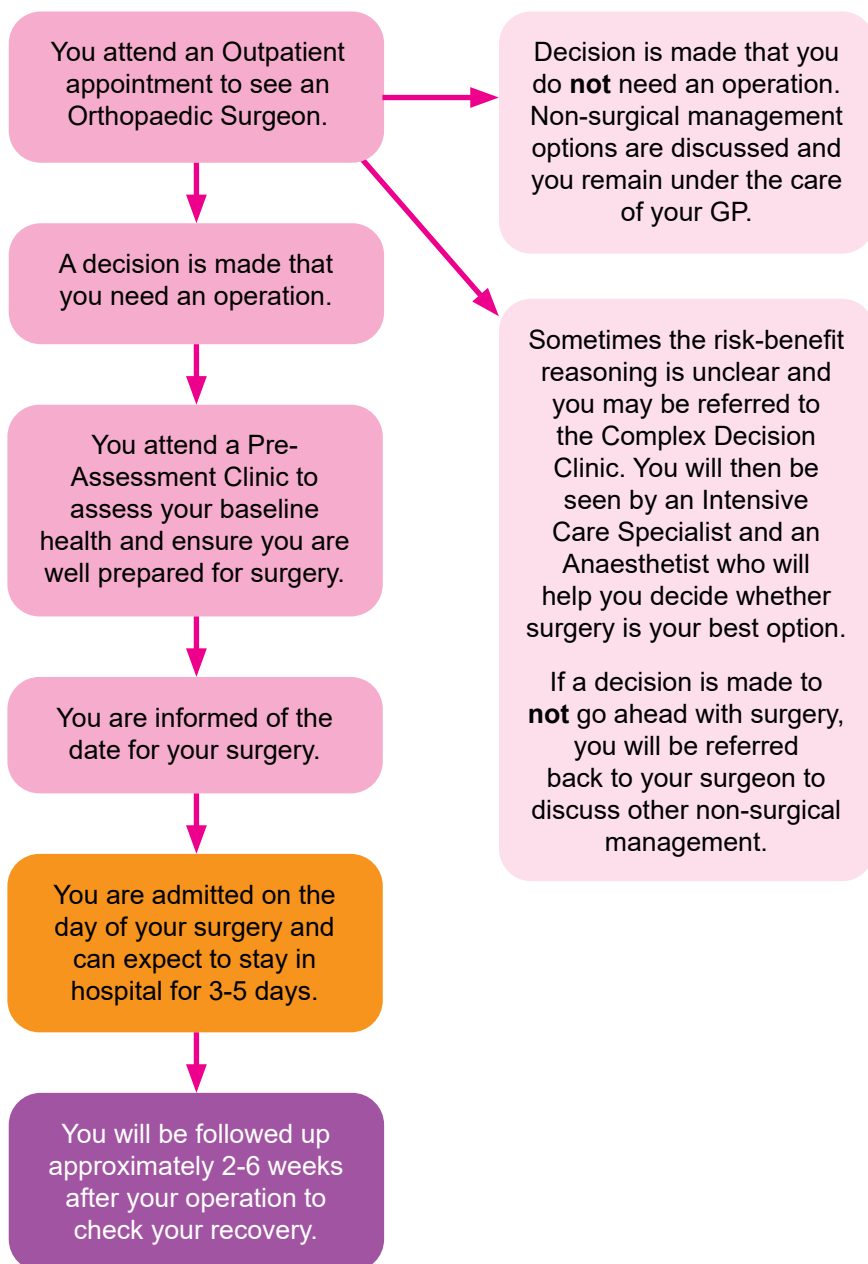 You attend an Outpatient
appointment to see an
Orthopaedic Surgeon.
Decision is made that you
do not need an operation.
Non-surgical management
options are discussed and
you remain under the care
of your GP.
A decision is made that
you need an operation.
Sometimes the risk-benefit
reasoning is unclear and
you may be referred to
the Complex Decision
Clinic. You will then be
seen by an Intensive
Care Specialist and an
Anaesthetist who will
help you decide whether
surgery is your best option.
If a decision is made to
not go ahead with surgery,
you will be referred
back to your surgeon to
discuss other non-surgical
management.
You attend a Pre-
Assessment Clinic to
assess your baseline
health and ensure you are
well prepared for surgery.
You are informed of the
date for your surgery.
You are admitted on the
day of your surgery and
can expect to stay in
hospital for 3-5 days.
You will be followed up
approximately 2-6 weeks
after your operation to
check your recovery.